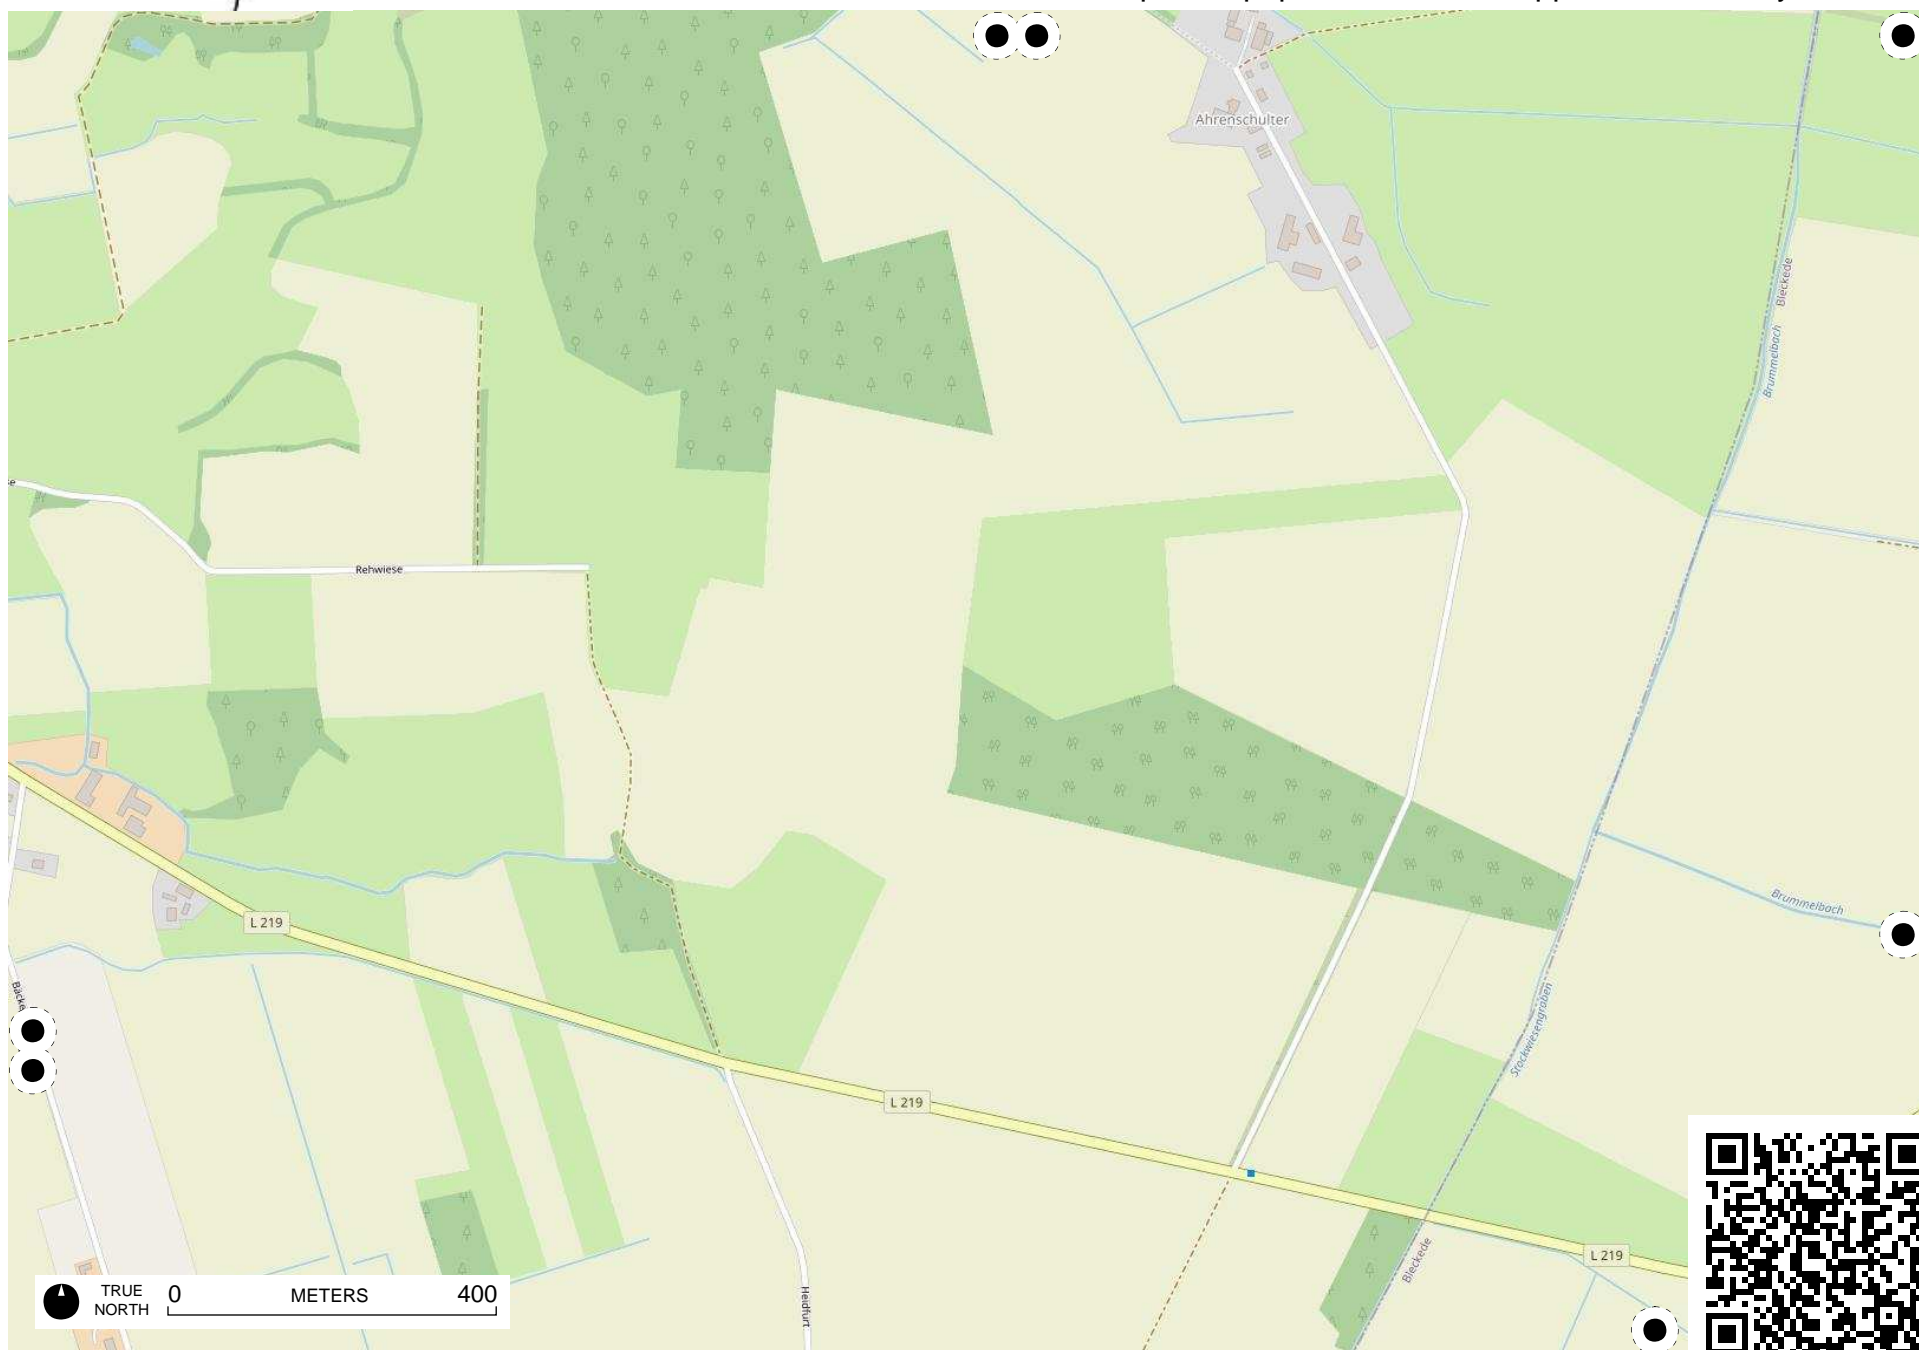 Ahrenschulter
Bleckede
Brummelbach
Rehwiese
Brummelbach
L 219
Stockwiesengraben
L 219
Bleckede
L 219
Heidfurt
TRUE
NORTH
0 METERS 400